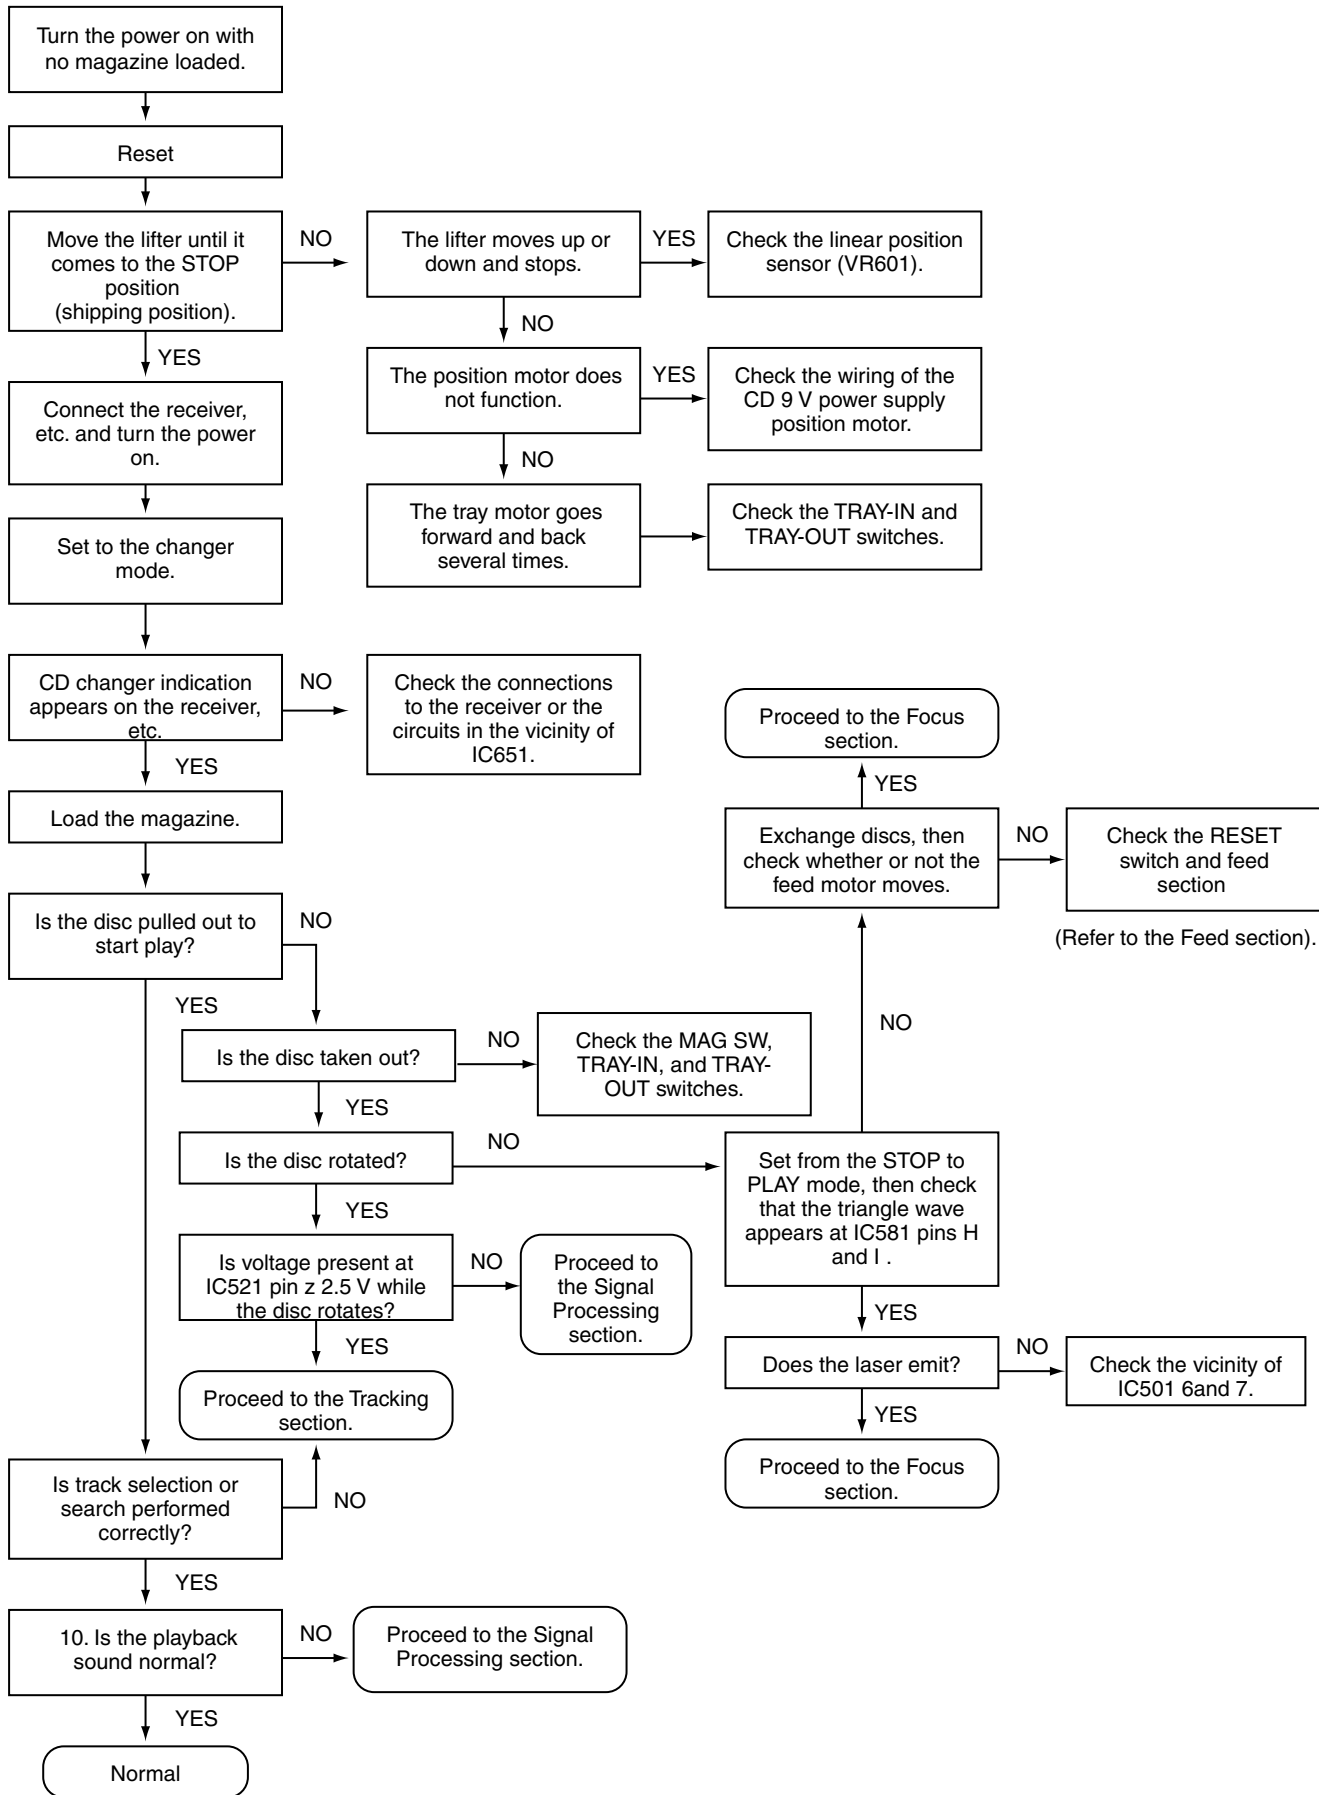 Turn the power on with
no magazine loaded.
Reset
Move the lifter until it
comes to the STOP
position
(shipping position).
NO
The lifter moves up or
down and stops.
YES
Check the linear position
sensor (VR601).
NO
YES
The position motor does
not function.
YES
Check the wiring of the
CD 9 V power supply
position motor.
NO
Connect the receiver,
etc. and turn the power
on.
The tray motor goes
forward and back
several times.
Check the TRAY-IN and
TRAY-OUT switches.
Set to the changer
mode.
CD changer indication
appears on the receiver,
etc.
NO
Check the connections
to the receiver or the
circuits in the vicinity of
IC651.
YES
Load the magazine.
Proceed to the Focus
section.
YES
Exchange discs, then
check whether or not the
feed motor moves.
NO
Check the RESET
switch and feed
section
(Refer to the Feed section).
NO
Is the disc pulled out to
start play?
NO
YES
Is the disc taken out?
NO
Check the MAG SW,
TRAY-IN, and TRAY-
OUT switches.
YES
Is the disc rotated?
NO
Set from the STOP to
PLAY mode, then check
that the triangle wave
appears at IC581 pins H
and I .
YES
Is voltage present at
IC521 pin z 2.5 V while
the disc rotates?
NO
Proceed to
the Signal
Processing
section.
YES
YES
Does the laser emit?
NO
Check the vicinity of
IC501 6and 7.
YES
Proceed to the Focus
section.
Proceed to the Tracking
section.
Is track selection or
search performed
correctly?
NO
YES
10. Is the playback
sound normal?
NO
Proceed to the Signal
Processing section.
YES
Normal